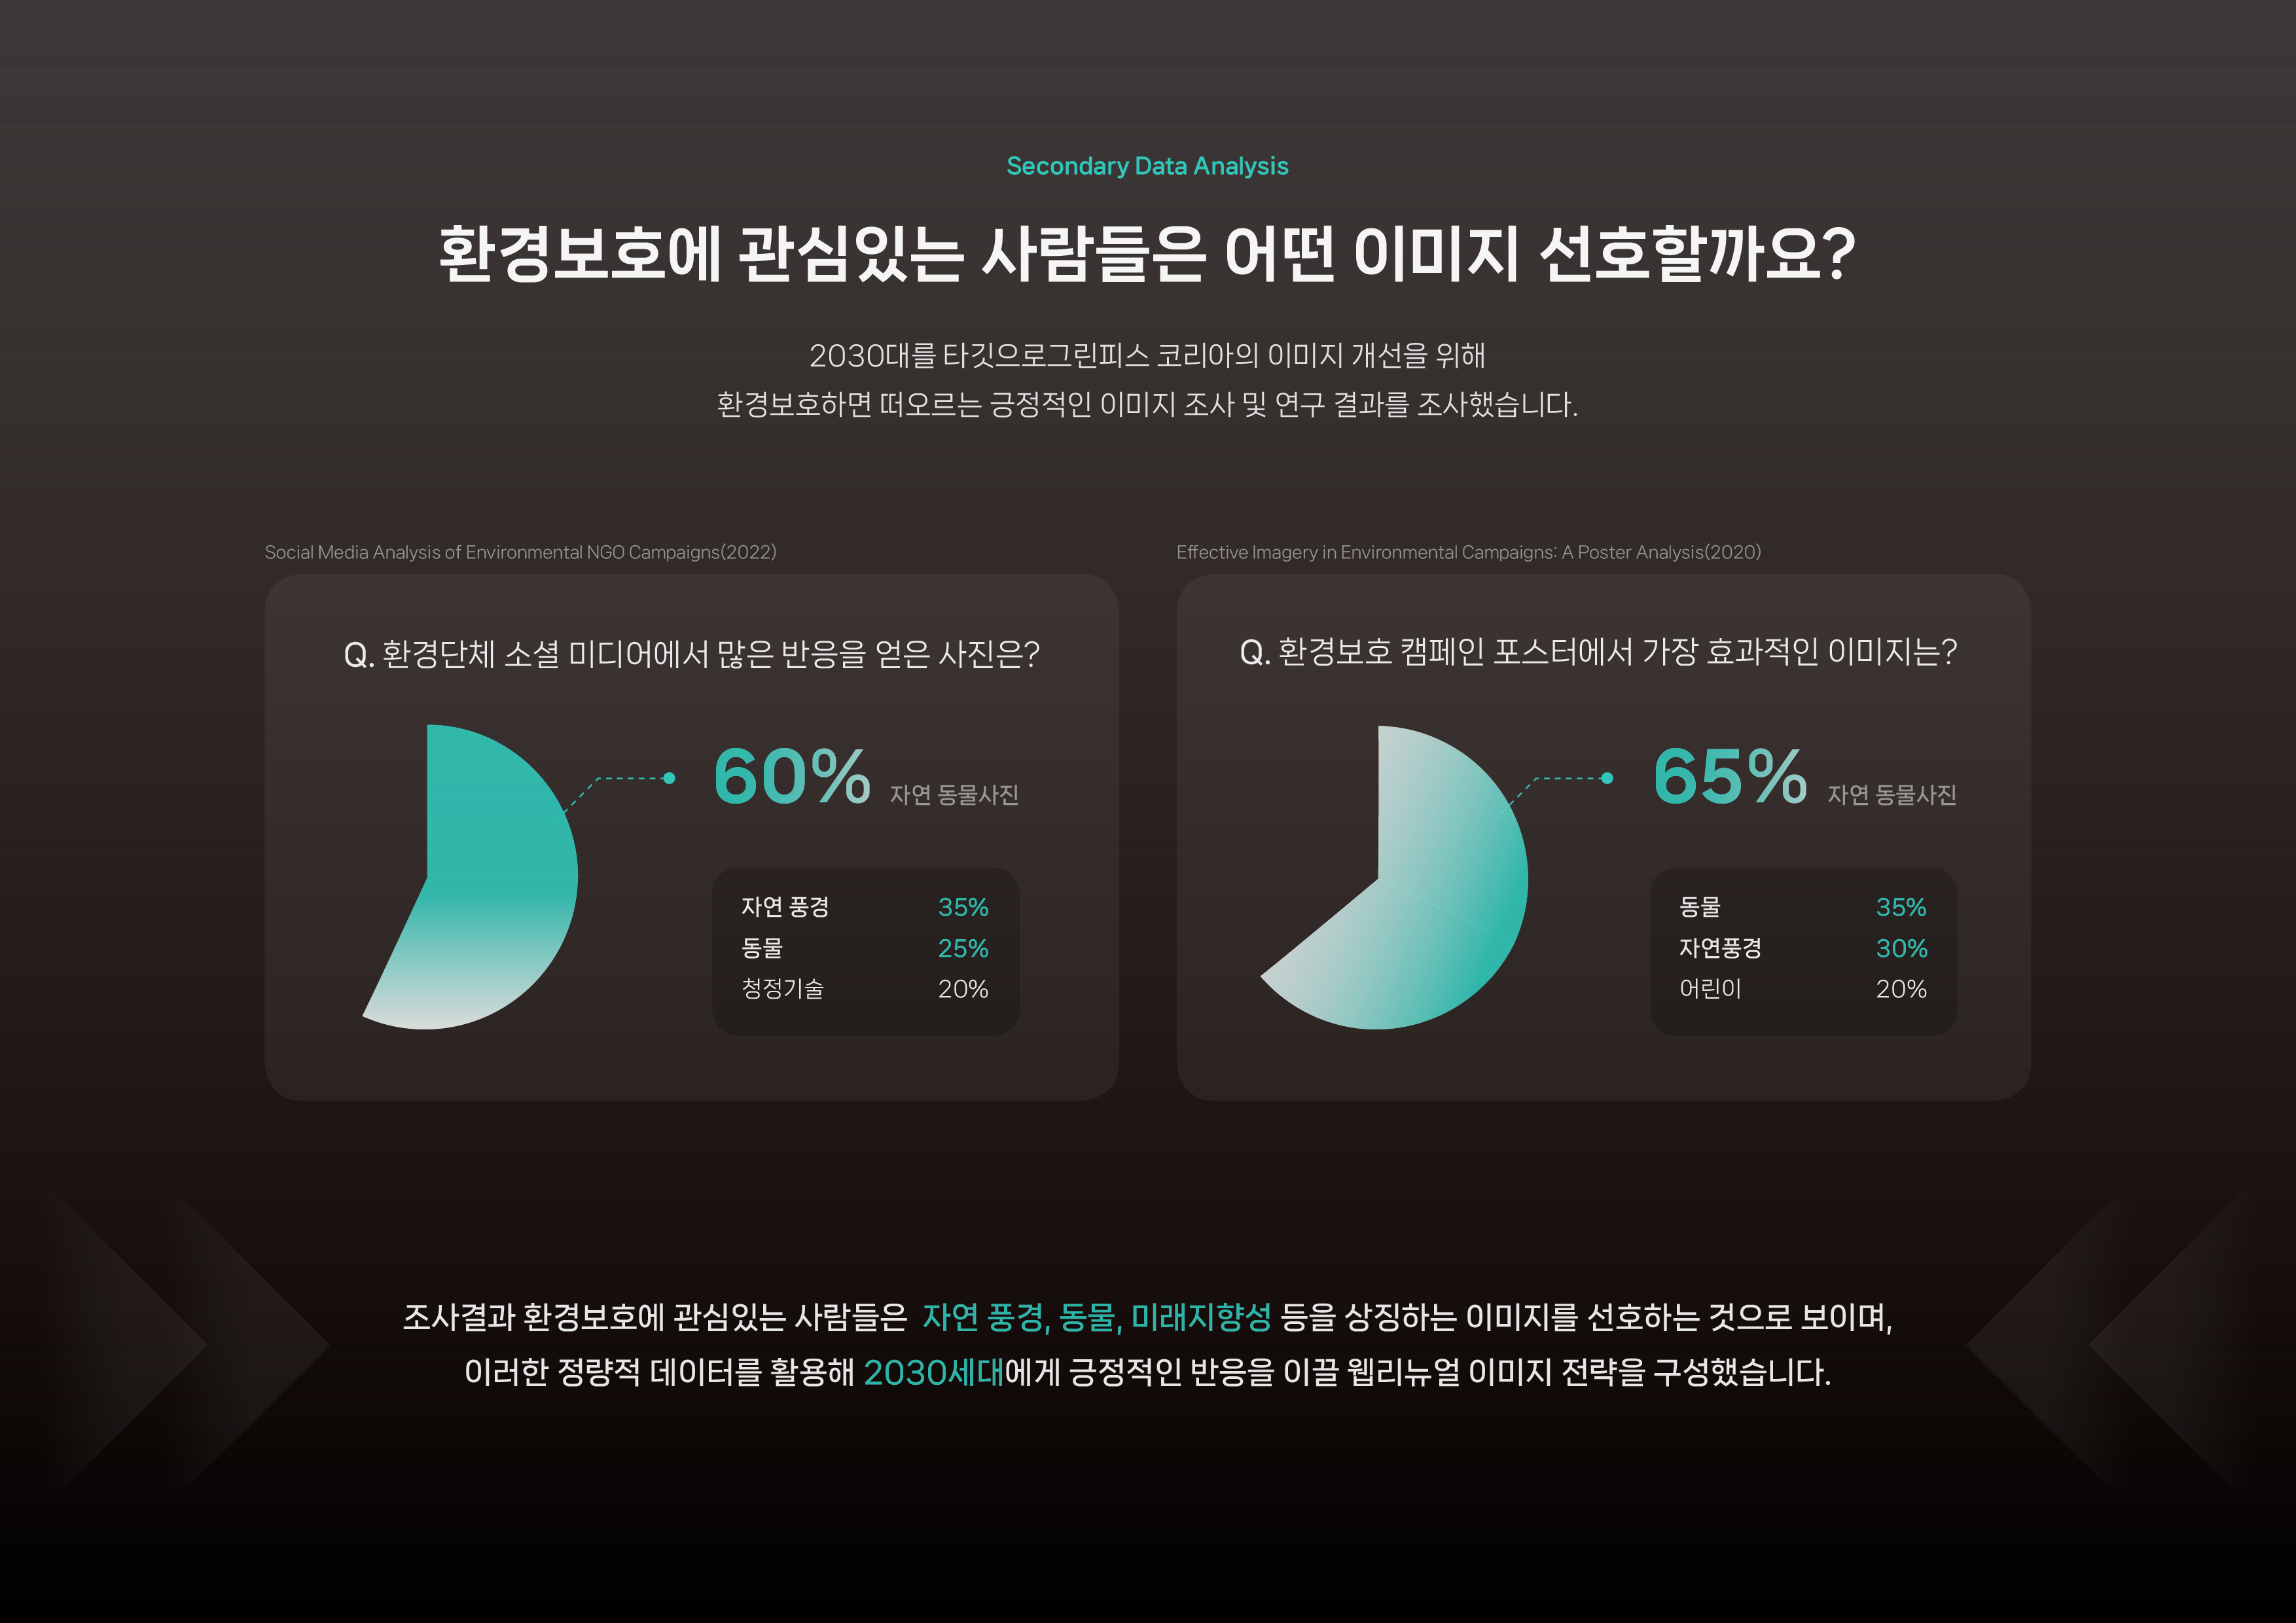 Secondary Data Analysis
환경보호에 관심있는 사람들은 어떤 이미지 선호할까요?
2030대를 타깃으로그린피스 코리아의 이미지 개선을 위해
환경보호하면 떠오르는 긍정적인 이미지 조사 및 연구 결과를 조사했습니다.
Social Media Analysis of Environmental NGO Campaigns(2022)
Q. 환경단체 소셜 미디어에서 많은 반응을 얻은 사진은?
60% 자연 동물사진
자연 풍경 35%
동물 25%
청정기술 20%
Effective Imagery in Environmental Campaigns: A Poster Analysis(2020)
Q. 환경보호 캠페인 포스터에서 가장 효과적인 이미지는?
65% 자연 동물사진
동물 35%
자연풍경 30%
어린이 20%
조사결과 환경보호에 관심있는 사람들은 자연 풍경, 동물, 미래지향성 등을 상징하는 이미지를 선호하는 것으로 보이며,
이러한 정량적 데이터를 활용해 2030세대에게 긍정적인 반응을 이끌 웹리뉴얼 이미지 전략을 구성했습니다.